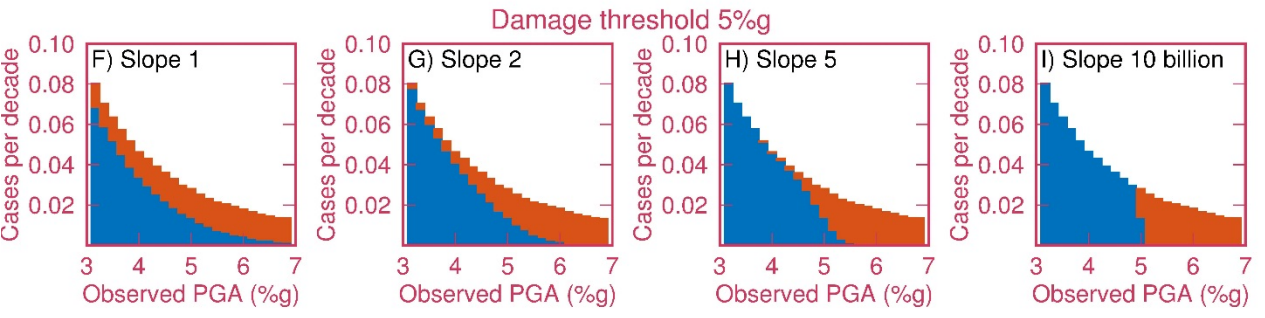 Damage threshold 5%g
F) Slope 1
Cases per decade
0.10
0.08
0.06
0.04
0.02
3 4 5 6 7
Observed PGA (%g)
G) Slope 2
Cases per decade
0.10
0.08
0.06
0.04
0.02
3 4 5 6 7
Observed PGA (%g)
H) Slope 5
Cases per decade
0.10
0.08
0.06
0.04
0.02
3 4 5 6 7
Observed PGA (%g)
I) Slope 10 billion
Cases per decade
0.10
0.08
0.06
0.04
0.02
3 4 5 6 7
Observed PGA (%g)